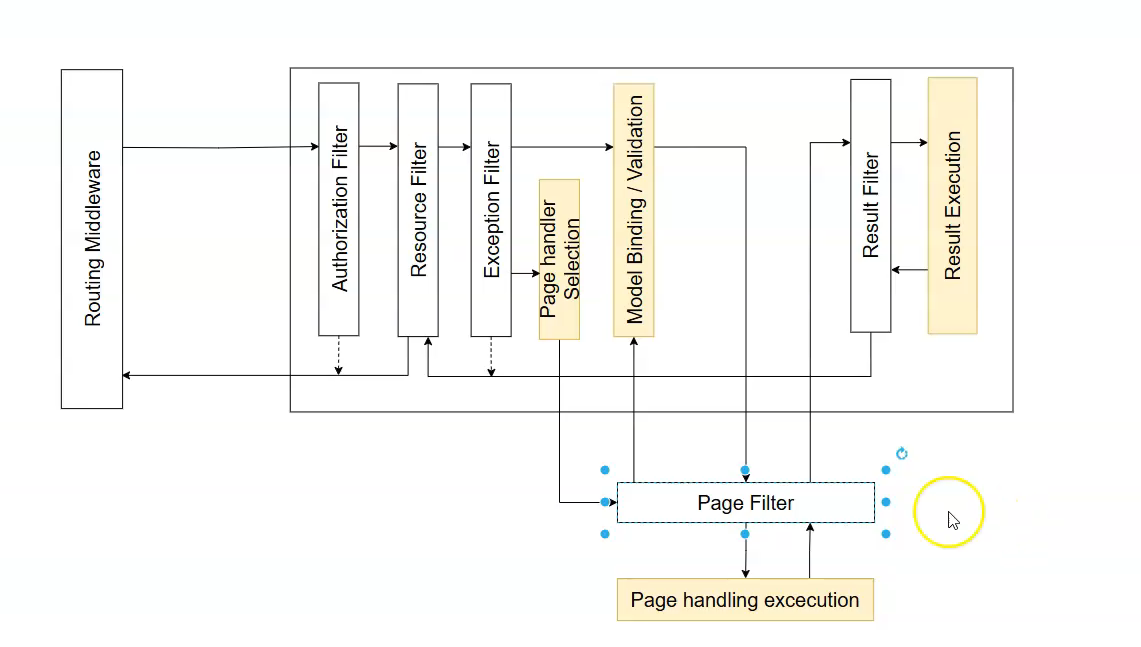 Routing Middleware
Authorization Filter
Resource Filter
Exception Filter
Page handler
Selection
Model Binding / Validation
Result Filter
Result Execution
Page Filter
Page handling excecution